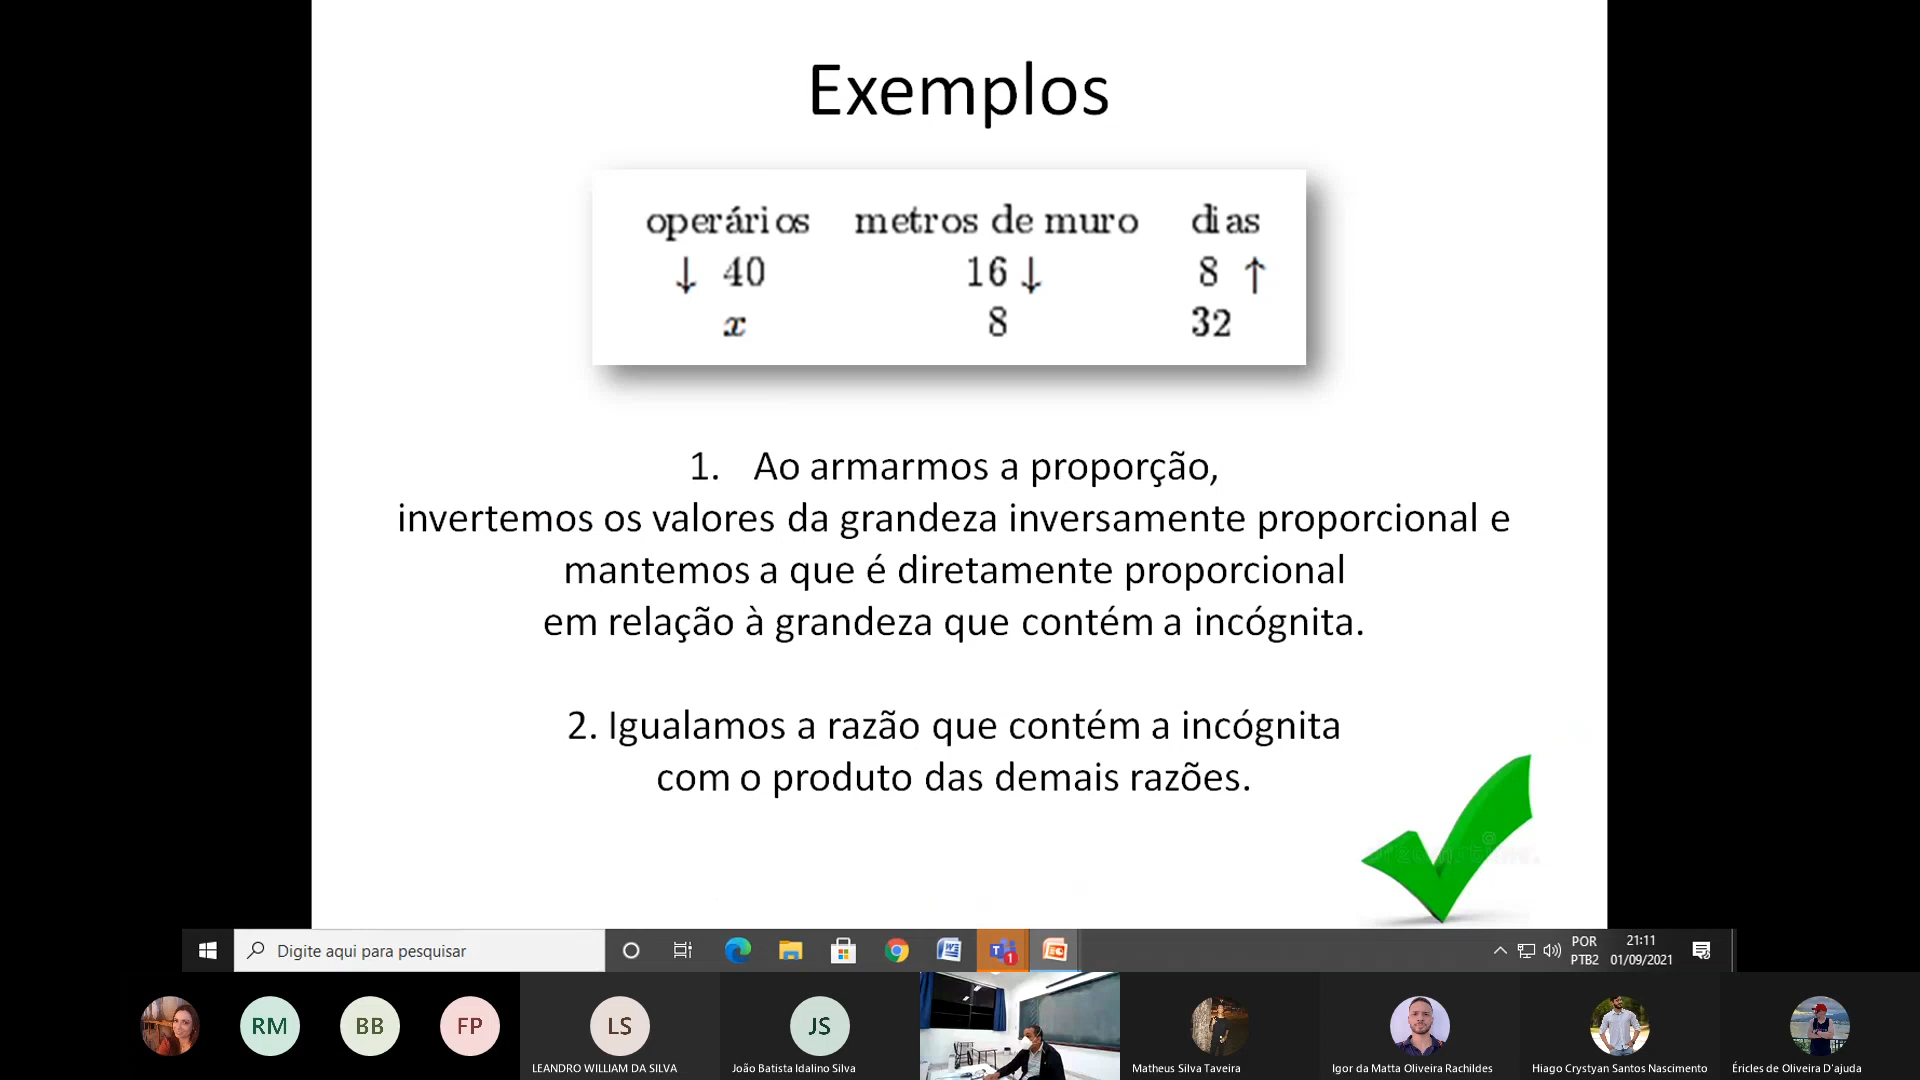 Exemplos
operários metros de muro dias
↓ 40 16 ↓ 8 ↑
x 8 32
1. Ao armarmos a proporção,
invertemos os valores da grandeza inversamente proporcional e
mantemos a que é diretamente proporcional
em relação à grandeza que contém a incógnita.
2. Igualamos a razão que contém a incógnita
com o produto das demais razões.
Digite aqui para pesquisar
POR 21:11
PTB2 01/09/2021
RM BB FP LS JS
LEANDRO WILLIAM DA SILVA João Batista Idalino Silva Matheus Silva Taveira Igor da Matta Oliveira Rachildes Hiago Crystyan Santos Nascimento Éricles de Oliveira D'ajuda